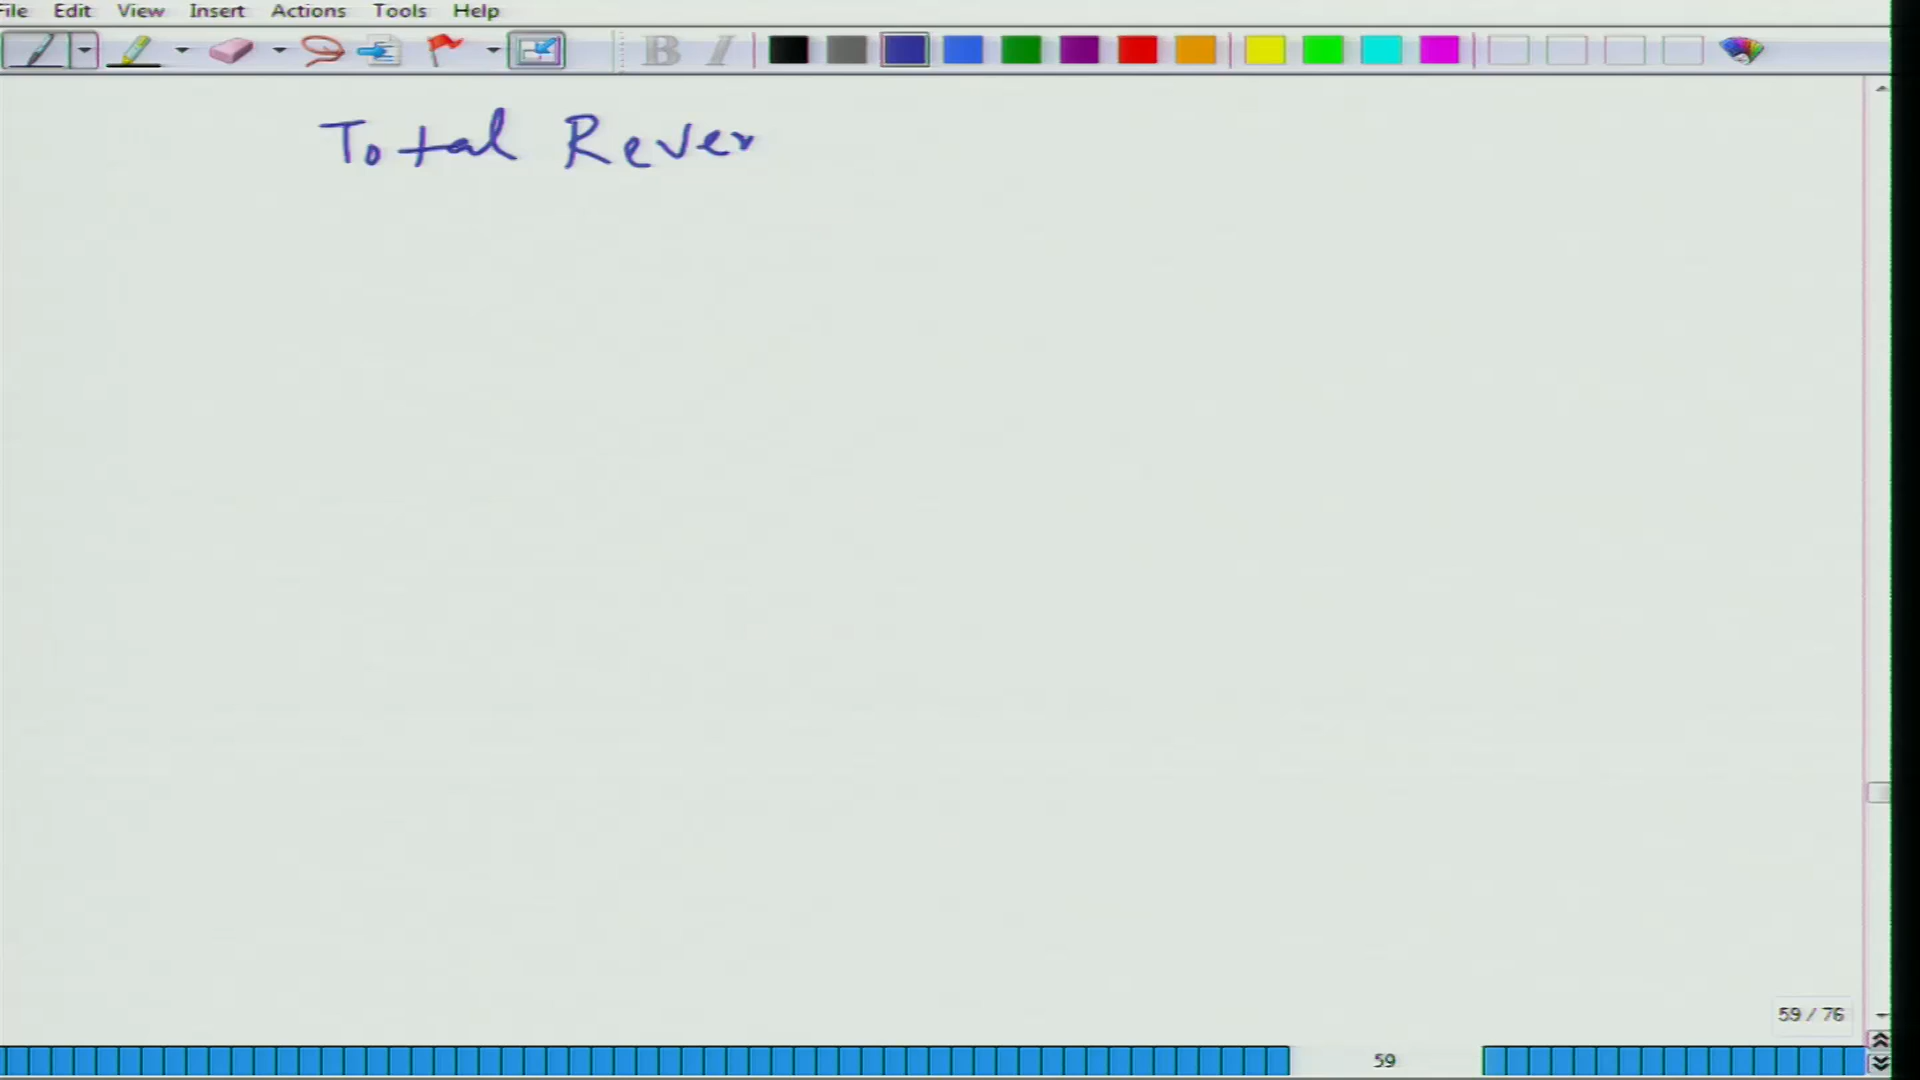 File Edit View Insert Actions Tools Help
B I
Total Rever
59 / 76
59